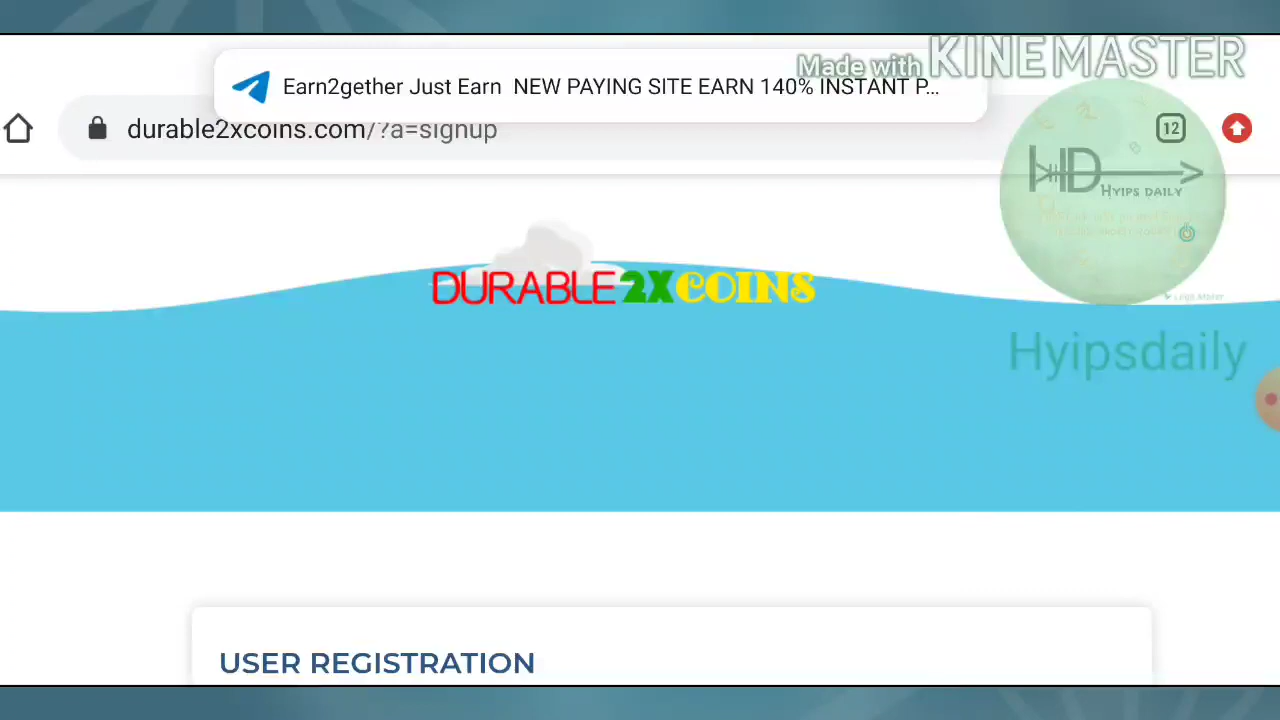 Made with KINEMASTER
Earn2gether Just Earn NEW PAYING SITE EARN 140% INSTANT P...
durable2xcoins.com/?a=signup
12
HD
HYIPS DAILY
DURABLE2XCOINS
Hyipsdaily
USER REGISTRATION